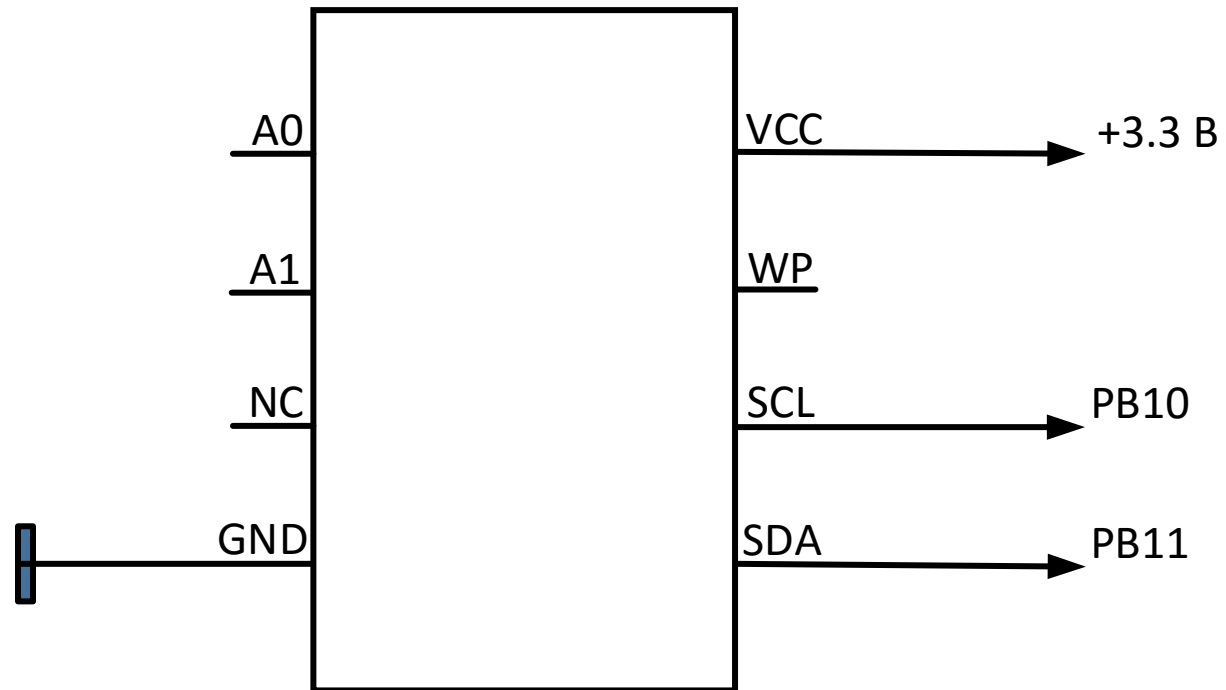 A0
VCC
+3.3 В
A1
WP
NC
SCL
PB10
GND
SDA
PB11